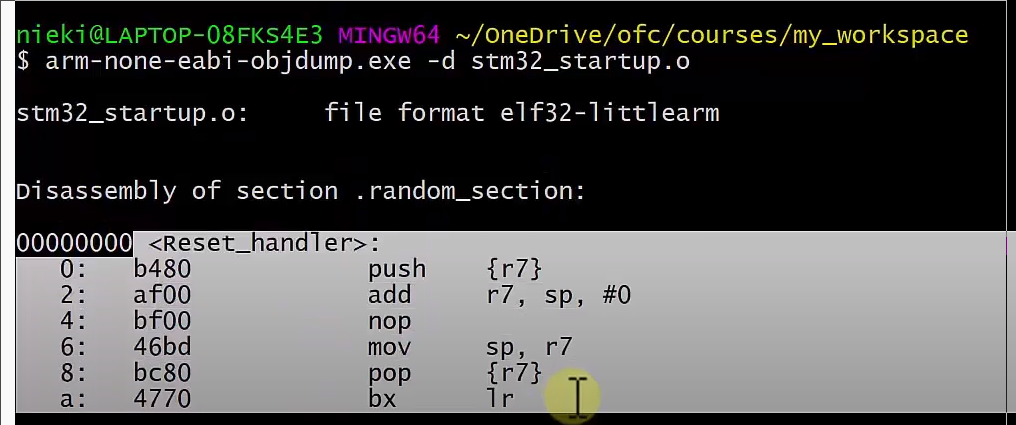 nieki@LAPTOP-O8FKS4E3 MINGW64 ~/OneDrive/ofc/courses/my_workspace
$ arm-none-eabi-objdump.exe -d stm32_startup.o
stm32_startup.o:     file format elf32-littlearm
Disassembly of section .random_section:
00000000 <Reset_handler>:
   0:   b480            push    {r7}
   2:   af00            add     r7, sp, #0
   4:   bf00            nop
   6:   46bd            mov     sp, r7
   8:   bc80            pop     {r7}
   a:   4770            bx      lr